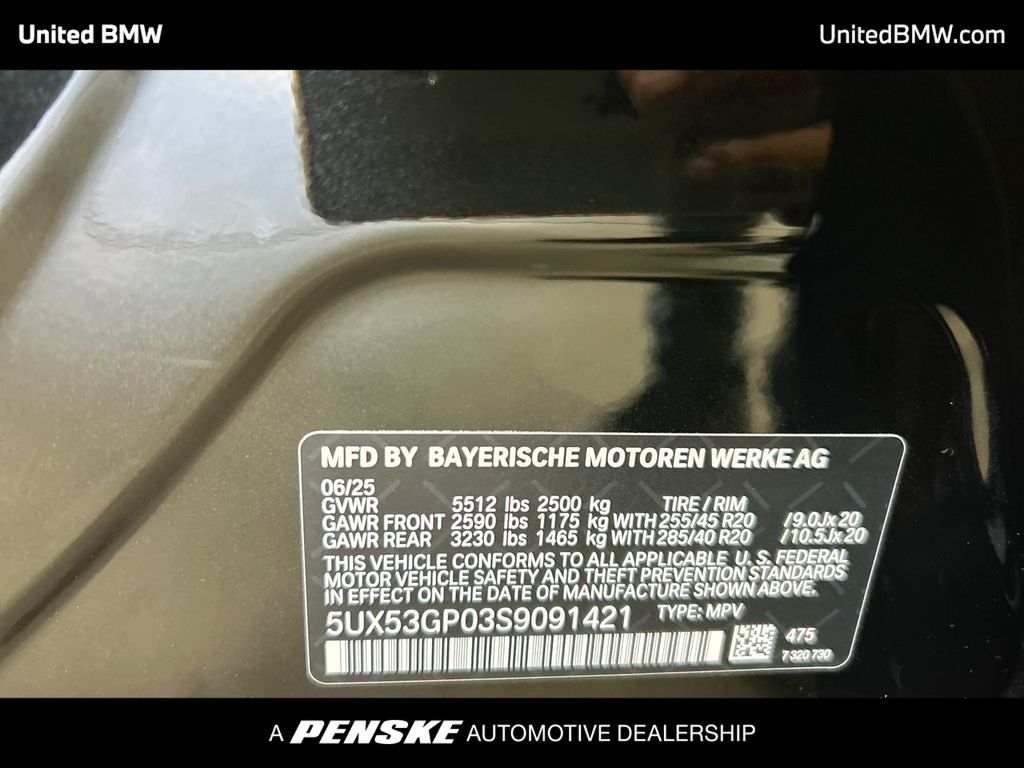 United BMW
UnitedBMW.com
MFD BY BAYERISCHE MOTOREN WERKE AG
06/25
GVWR 5512 lbs 2500 kg TIRE / RIM
GAWR FRONT 2590 lbs 1175 kg WITH 255/45 R20 /9.0Jx20
GAWR REAR 3230 lbs 1465 kg WITH 285/40 R20 /10.5Jx20
THIS VEHICLE CONFORMS TO ALL APPLICABLE U.S. FEDERAL
MOTOR VEHICLE SAFETY AND THEFT PREVENTION STANDARDS
IN EFFECT ON THE DATE OF MANUFACTURE SHOWN ABOVE.
5UX53GP03S9091421 TYPE: MPV
475
7 320 730
A PENSKE AUTOMOTIVE DEALERSHIP